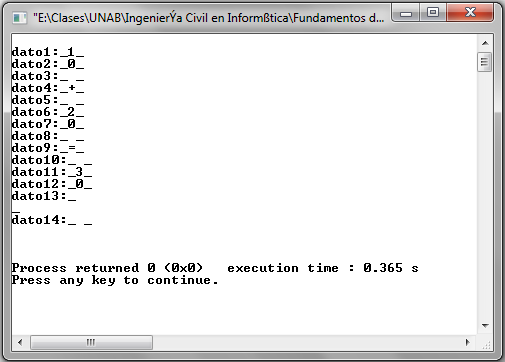 "E:\Clases\UNAB\IngenierÝa Civil en Informßtica\Fundamentos d...
dato1:_1_
dato2:_0_
dato3:_ _
dato4:_+_
dato5:_ _
dato6:_2_
dato7:_0_
dato8:_ _
dato9:_=_
dato10:_ _
dato11:_3_
dato12:_0_
dato13:_
_
dato14:_ _
Process returned 0 (0x0)   execution time : 0.365 s
Press any key to continue.